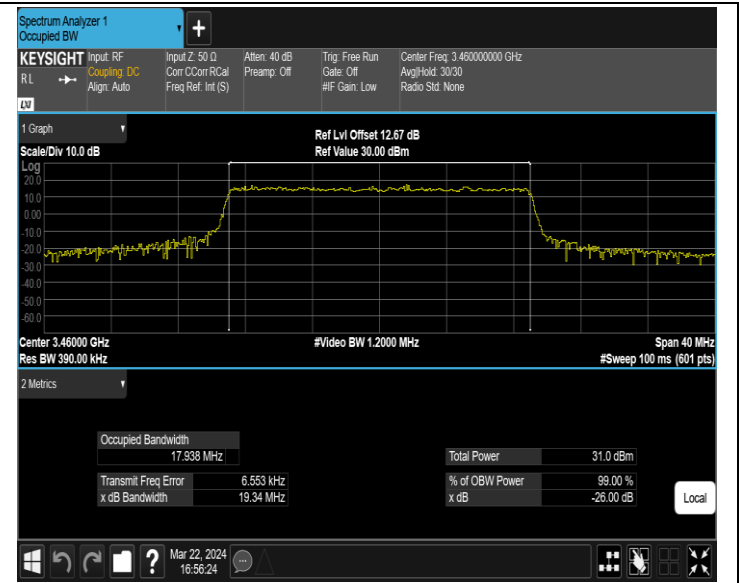 Spectrum Analyzer 1
Occupied BW
+
KEYSIGHT Input: RF Input Z: 50 Ω Atten: 40 dB Trig: Free Run Center Freq: 3.460000000 GHz
RL Coupling: DC Corr CCorr RCal Preamp: Off Gate: Off Avg|Hold: 30/30
Align: Auto Freq Ref: Int (S) #IF Gain: Low Radio Std: None
LXI
1 Graph
Ref Lvl Offset 12.67 dB
Scale/Div 10.0 dB Ref Value 30.00 dBm
Log
20.0
10.0
0.00
-10.0
-20.0
-30.0
-40.0
-50.0
-60.0
Center 3.46000 GHz #Video BW 1.2000 MHz Span 40 MHz
Res BW 390.00 kHz #Sweep 100 ms (601 pts)
2 Metrics
Occupied Bandwidth
17.938 MHz Total Power 31.0 dBm
Transmit Freq Error 6.553 kHz % of OBW Power 99.00 %
x dB Bandwidth 19.34 MHz x dB -26.00 dB
Local
? Mar 22, 2024
16:56:24